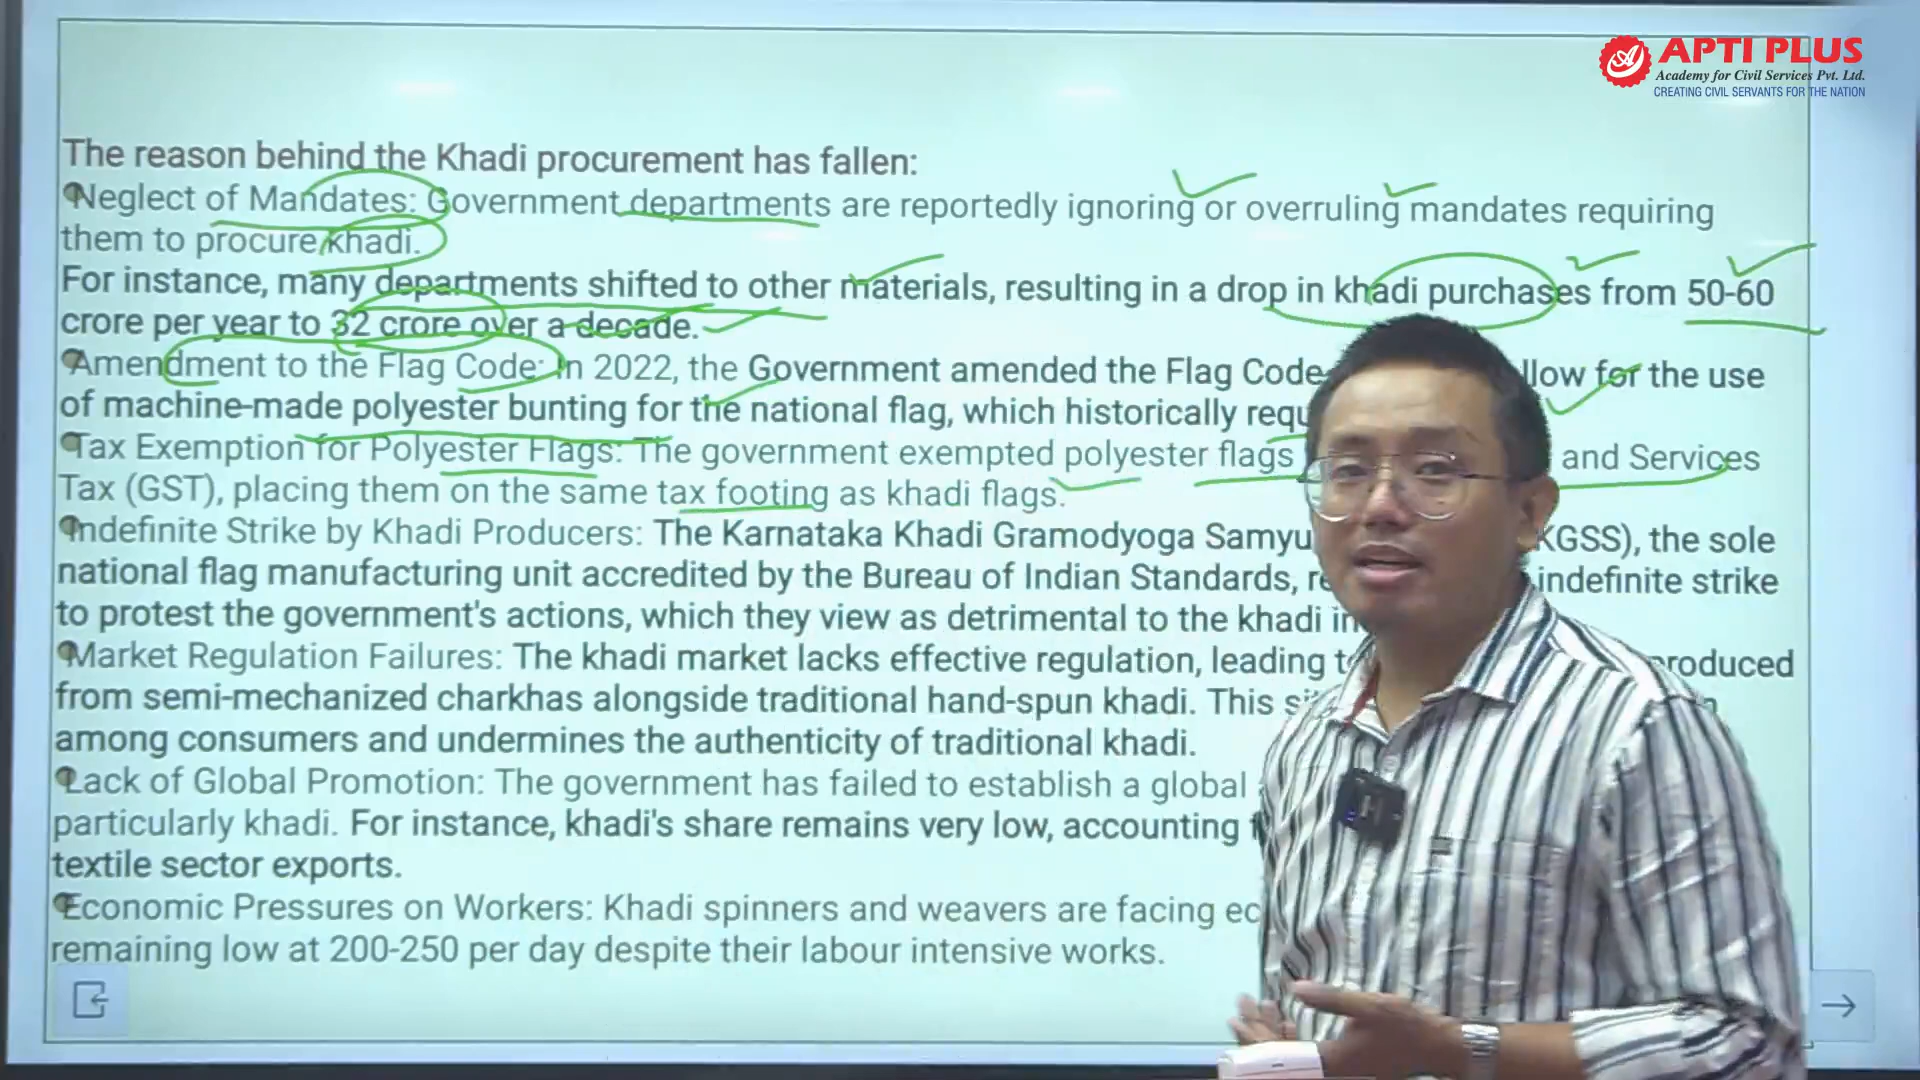 APTI PLUS
Academy for Civil Services Pvt. Ltd.
CREATING CIVIL SERVANTS FOR THE NATION
The reason behind the Khadi procurement has fallen:
Neglect of Mandates: Government departments are reportedly ignoring or overruling mandates requiring
them to procure khadi.
For instance, many departments shifted to other materials, resulting in a drop in khadi purchases from 50-60
crore per year to 32 crore over a decade.
Amendment to the Flag Code: In 2022, the Government amended the Flag Code for the use
of machine-made polyester bunting for the national flag, which historically
Tax Exemption for Polyester Flags: The government exempted polyester flags and Services
Tax (GST), placing them on the same tax footing as khadi flags.
Indefinite Strike by Khadi Producers: The Karnataka Khadi Gramodyoga KGSS), the sole
national flag manufacturing unit accredited by the Bureau of Indian Standards, indefinite strike
to protest the government's actions, which they view as detrimental to the khadi
Market Regulation Failures: The khadi market lacks effective regulation, leading produced
from semi-mechanized charkhas alongside traditional hand-spun khadi. This
among consumers and undermines the authenticity of traditional khadi.
Lack of Global Promotion: The government has failed to establish a global
particularly khadi. For instance, khadi's share remains very low, accounting
textile sector exports.
Economic Pressures on Workers: Khadi spinners and weavers are facing
remaining low at 200-250 per day despite their labour intensive works.